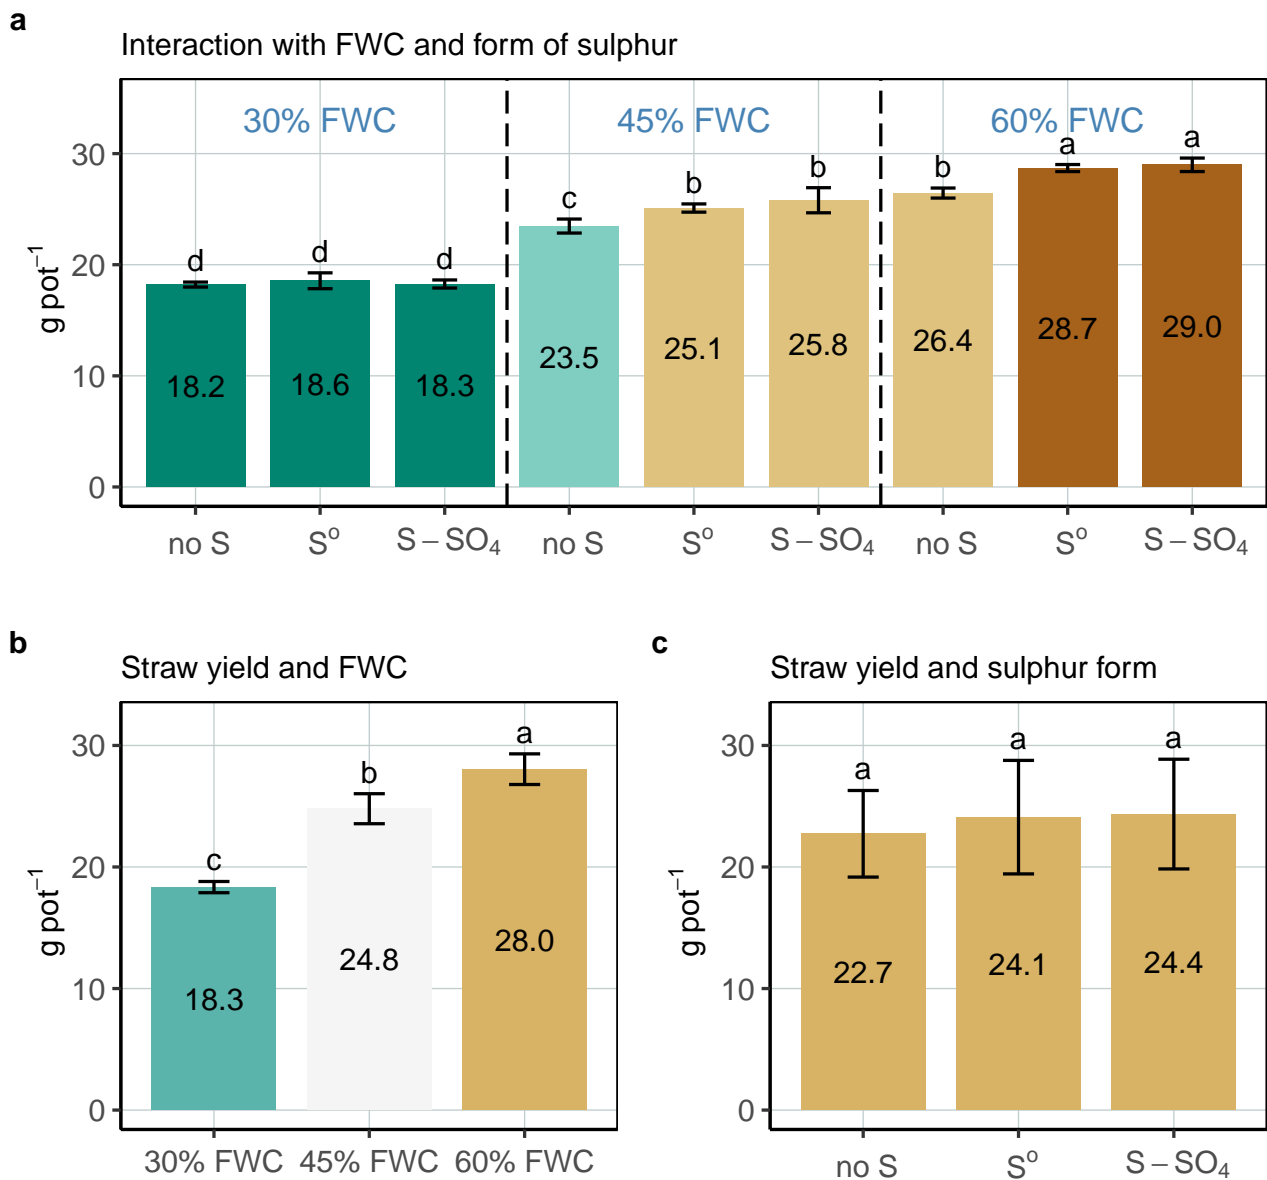 a
Interaction with FWC and form of sulphur
30% FWC 45% FWC 60% FWC
g pot⁻¹
30
20
10
0
d d d c b b b a a
18.2 18.6 18.3 23.5 25.1 25.8 26.4 28.7 29.0
no S Sº S – SO₄ no S Sº S – SO₄ no S Sº S – SO₄
b
Straw yield and FWC
g pot⁻¹
30
20
10
0
c b a
18.3 24.8 28.0
30% FWC 45% FWC 60% FWC
c
Straw yield and sulphur form
g pot⁻¹
30
20
10
0
a a a
22.7 24.1 24.4
no S Sº S – SO₄